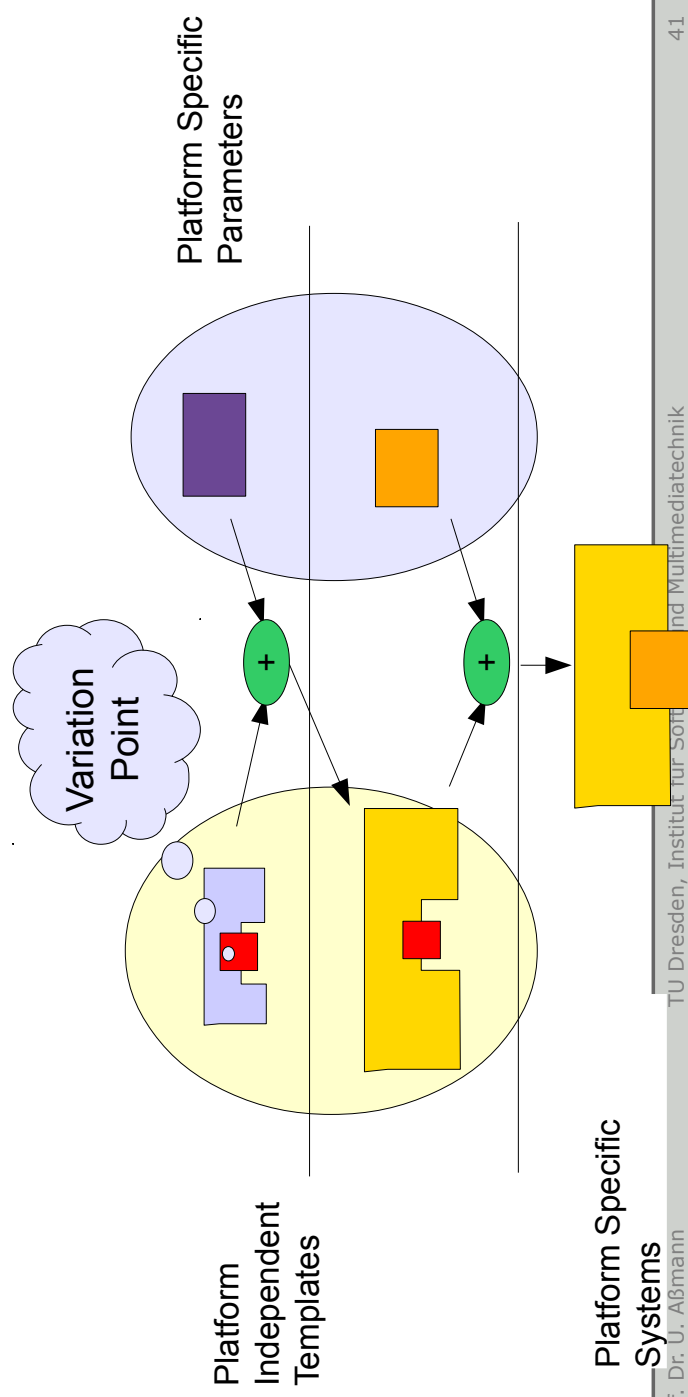 Variation
Point
Platform Specific
Parameters
Platform
Independent
Templates
+
+
Platform Specific
Systems
Dr. U. Aßmann
TU Dresden, Institut für Soft
nd Multimediatechnik
41